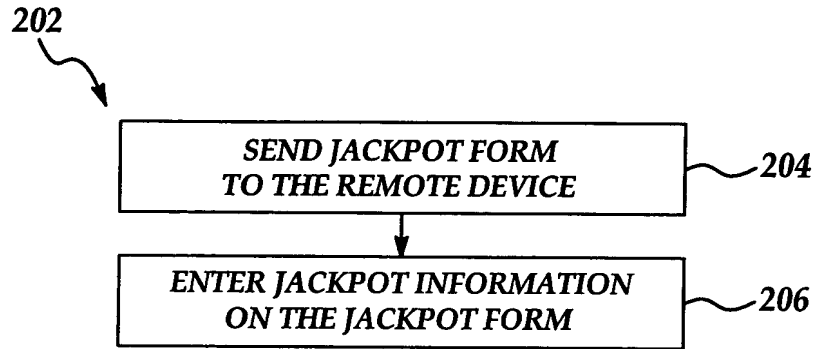 202
SEND JACKPOT FORM
TO THE REMOTE DEVICE
204
ENTER JACKPOT INFORMATION
ON THE JACKPOT FORM
206